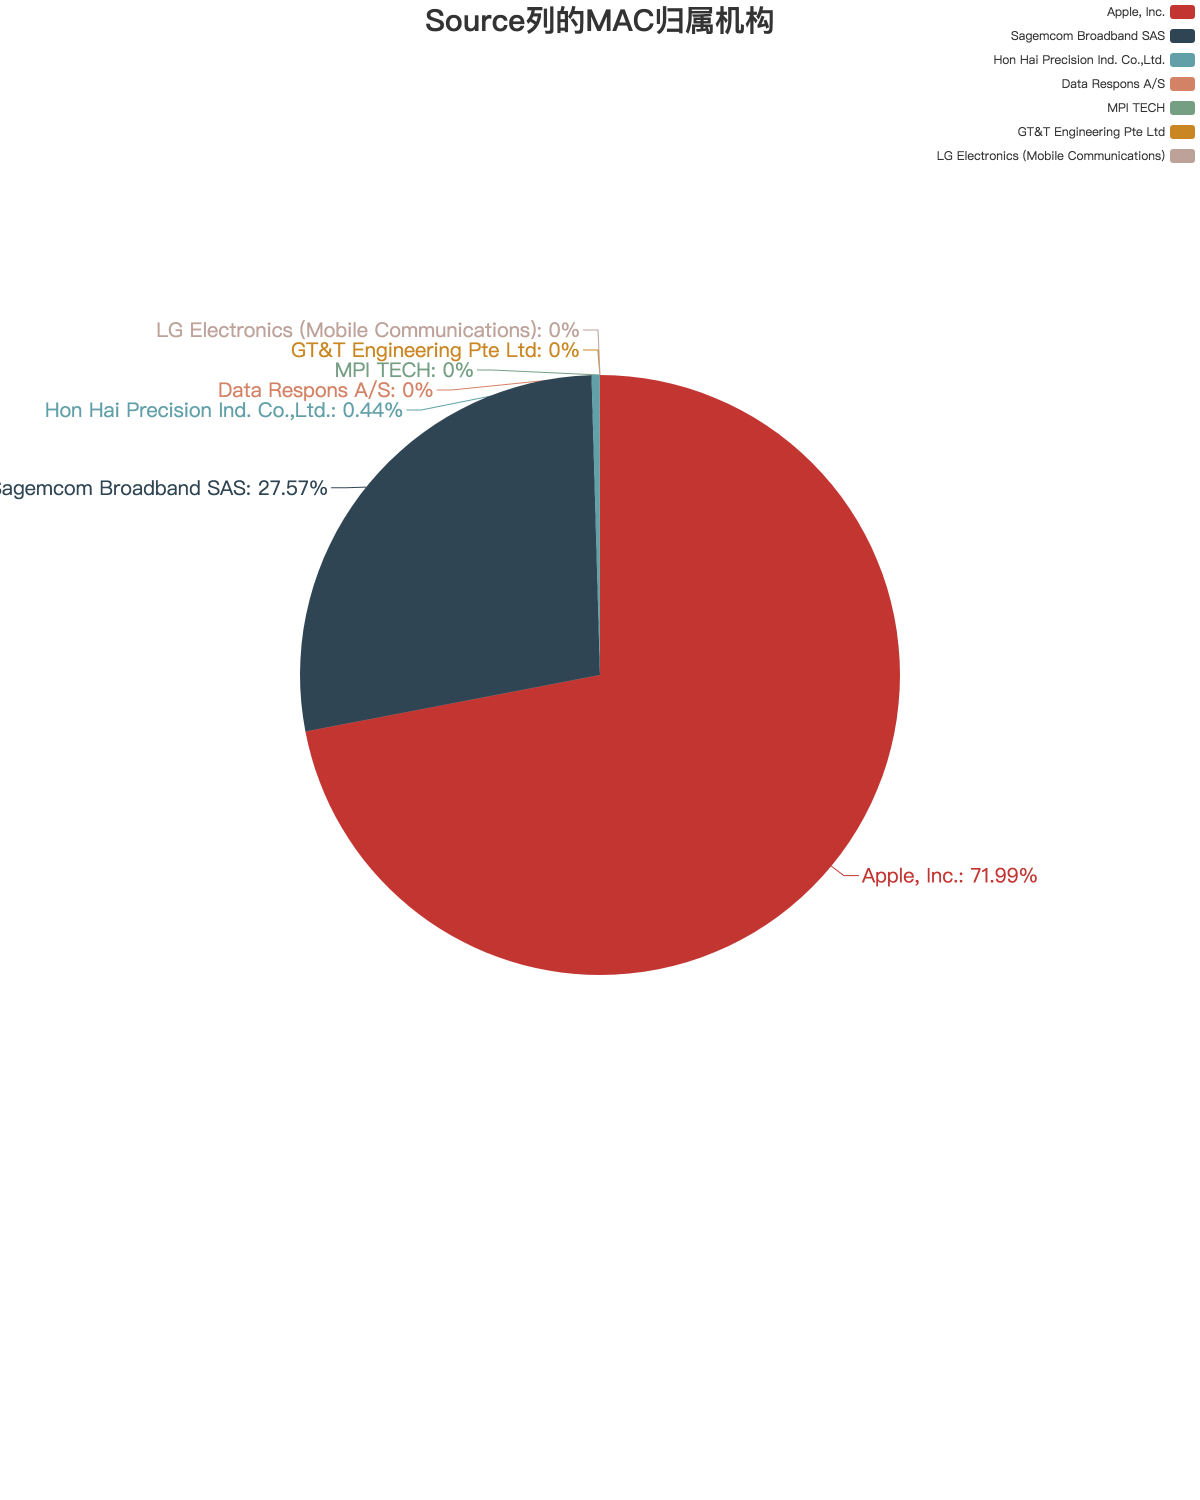 Source列的MAC归属机构
Apple, Inc.
Sagemcom Broadband SAS
Hon Hai Precision Ind. Co.,Ltd.
Data Respons A/S
MPI TECH
GT&T Engineering Pte Ltd
LG Electronics (Mobile Communications)
LG Electronics (Mobile Communications): 0%
GT&T Engineering Pte Ltd: 0%
MPI TECH: 0%
Data Respons A/S: 0%
Hon Hai Precision Ind. Co.,Ltd.: 0.44%
Sagemcom Broadband SAS: 27.57%
Apple, Inc.: 71.99%